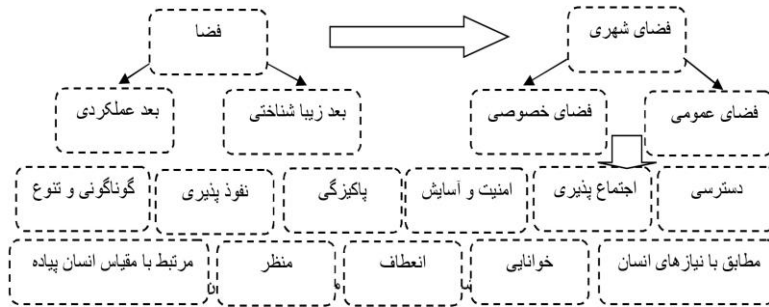 فضای شهری
فضا
فضای عمومی
فضای خصوصی
بعد زیبا شناختی
بعد عملکردی
دسترسی
اجتماع پذیری
امنیت و آسایش
پاکیزگی
نفوذ پذیری
گوناگونی و تنوع
مطابق با نیازهای انسان
خوانایی
انعطاف
منظر
مرتبط با مقیاس انسان پیاده